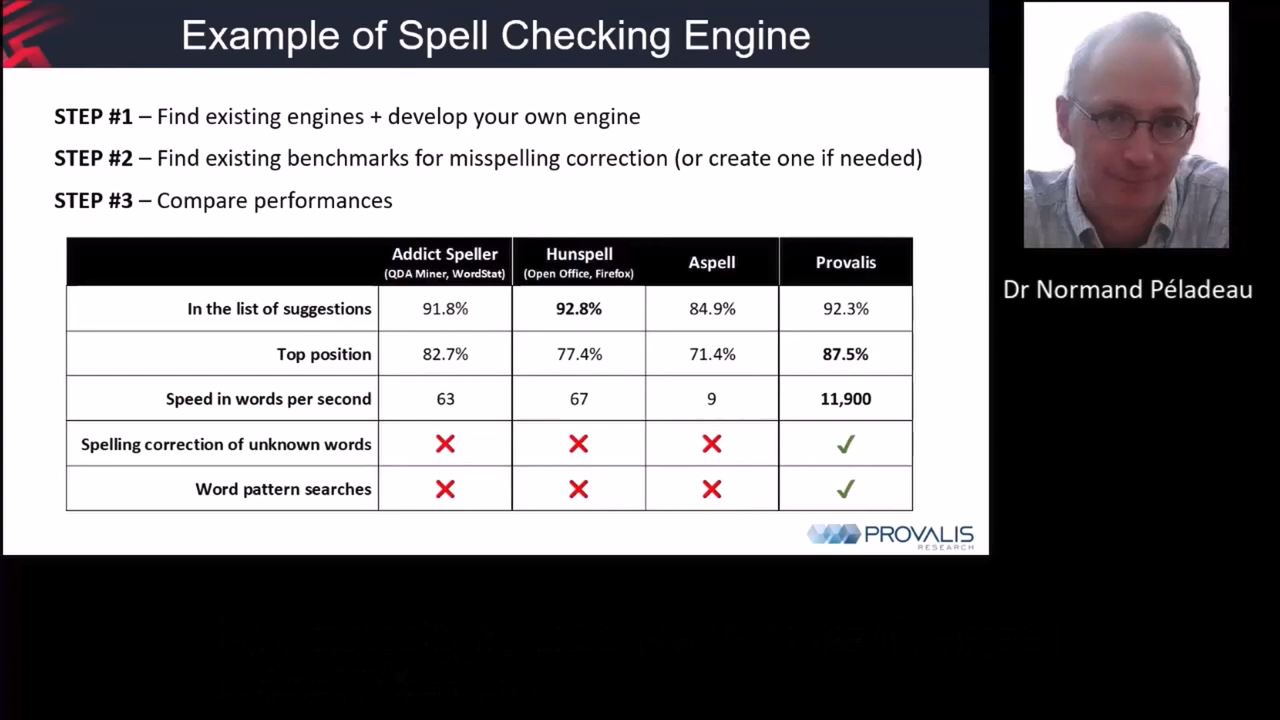 Example of Spell Checking Engine
STEP #1 – Find existing engines + develop your own engine
STEP #2 – Find existing benchmarks for misspelling correction (or create one if needed)
STEP #3 – Compare performances
Addict Speller Hunspell Aspell Provalis
(QDA Miner, WordStat) (Open Office, Firefox)
In the list of suggestions 91.8% 92.8% 84.9% 92.3%
Top position 82.7% 77.4% 71.4% 87.5%
Speed in words per second 63 67 9 11,900
Spelling correction of unknown words ❌ ❌ ❌ ✓
Word pattern searches ❌ ❌ ❌ ✓
PROVALIS
RESEARCH
Dr Normand Péladeau